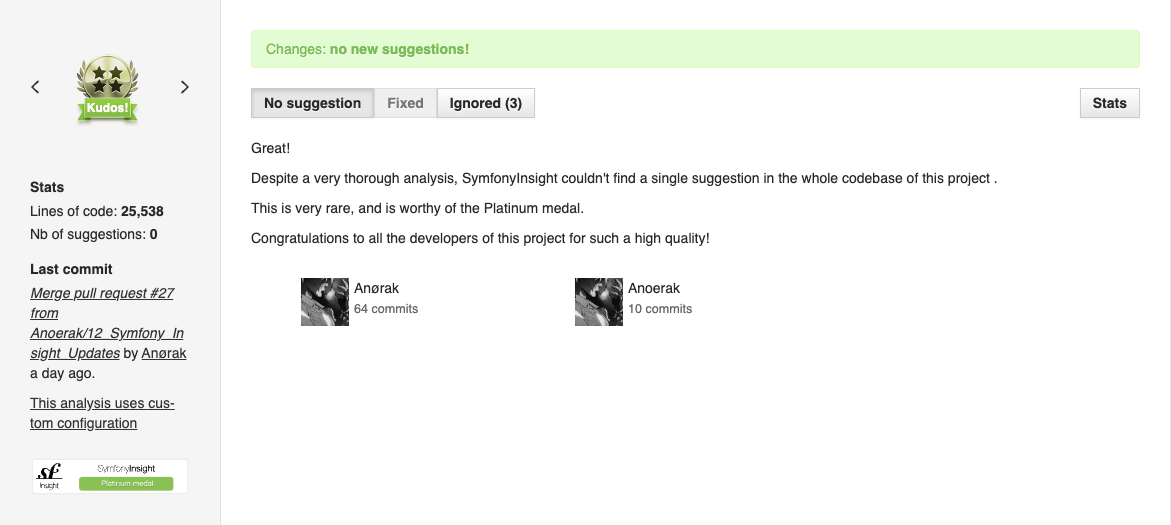 Kudos!
Stats
Lines of code: 25,538
Nb of suggestions: 0
Last commit
Merge pull request #27
from
Anoerak/12_Symfony_In
sight_Updates by Anørak
a day ago.
This analysis uses cus-
tom configuration
sf
Insight
SymfonyInsight
Platinum medal
Changes: no new suggestions!
No suggestion
Fixed
Ignored (3)
Stats
Great!
Despite a very thorough analysis, SymfonyInsight couldn't find a single suggestion in the whole codebase of this project .
This is very rare, and is worthy of the Platinum medal.
Congratulations to all the developers of this project for such a high quality!
Anørak
64 commits
Anoerak
10 commits